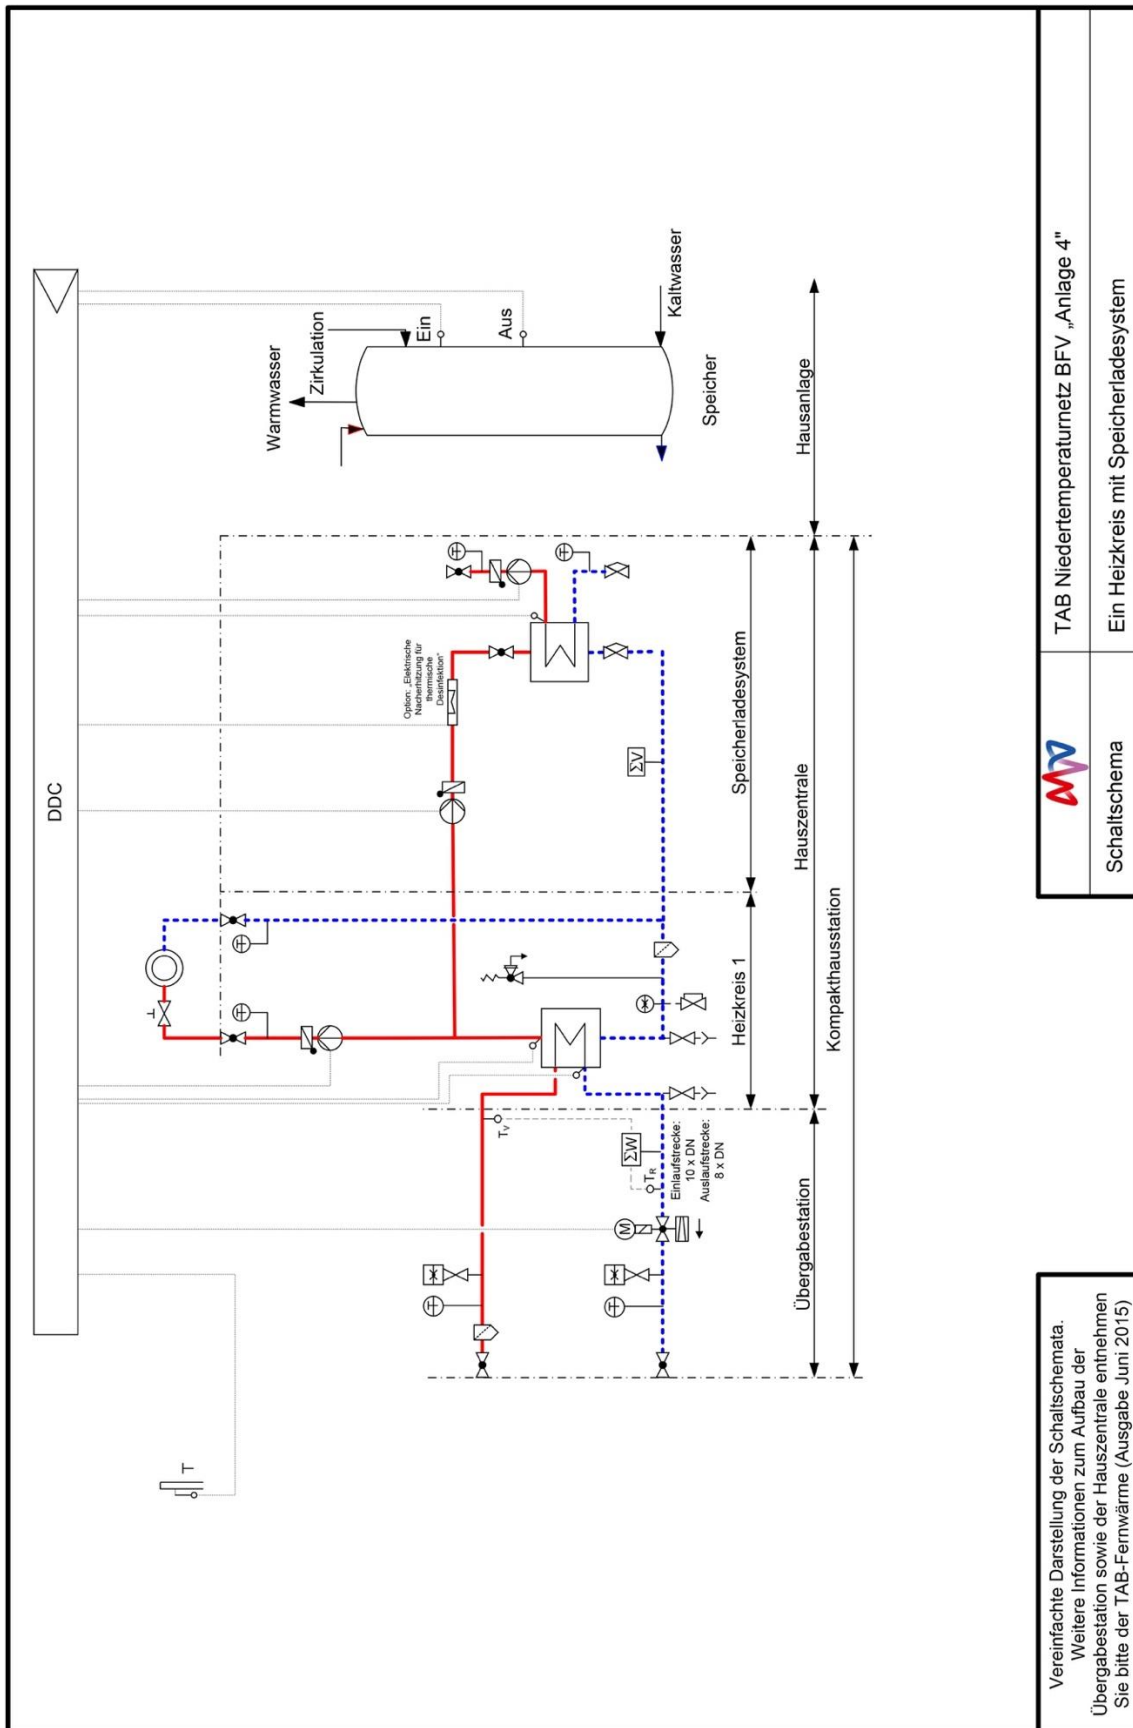 DDC
T
Warmwasser
Zirkulation
Ein
Aus
Kaltwasser
Speicher
Option: „Elektrische
Nacherhitzung für
thermische
Desinfektion"
T
T
T
T
T
T
M
ΣV
ΣW
TV
TR
Einlaufstrecke:
10 x DN
Auslaufstrecke:
8 x DN
Übergabestation
Heizkreis 1
Speicherladesystem
Hauszentrale
Hausanlage
Kompakthausstation
Vereinfachte Darstellung der Schaltschemata.
Weitere Informationen zum Aufbau der
Übergabestation sowie der Hauszentrale entnehmen
Sie bitte der TAB-Fernwärme (Ausgabe Juni 2015)
TAB Niedertemperaturnetz BFV „Anlage 4"
Schaltschema
Ein Heizkreis mit Speicherladesystem